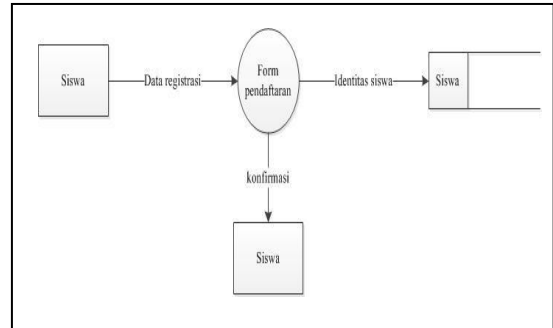 Siswa
Data registrasi
Form
pendaftaran
Identitas siswa
Siswa
konfirmasi
Siswa